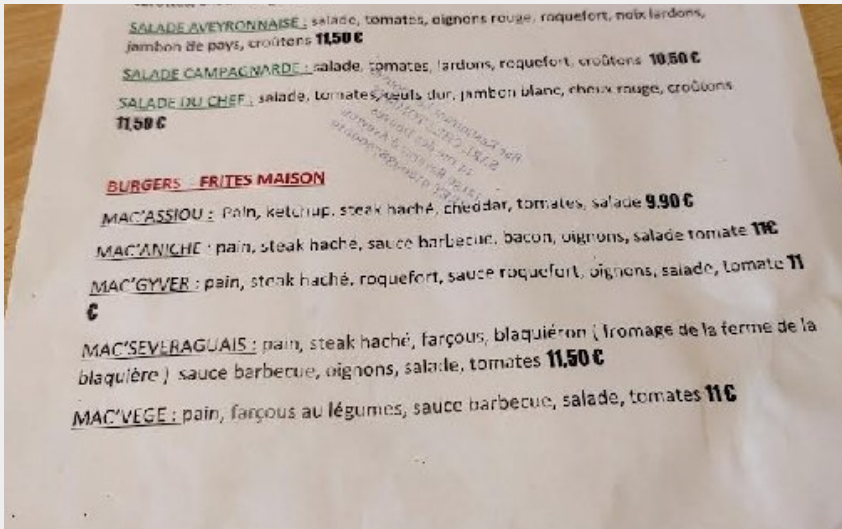 SALADE AVEYRONNAISE : salade, tomates, oignons rouge, roquefort, noix lardons,
jambon de pays, croûtons 11,50 €
SALADE CAMPAGNARDE : salade, tomates, lardons, roquefort, croûtons 10,50 €
SALADE DU CHEF : salade, tomates, œufs dur, jambon blanc, choux rouge, croûtons
11,50 €
BURGERS FRITES MAISON
MAC'ASSIOU : Pain, ketchup, steak haché, cheddar, tomates, salade 9.90 €
MAC'ANICHE : pain, steak haché, sauce barbecue, bacon, oignons, salade tomate 11€
MAC'GYVER : pain, steak haché, roquefort, sauce roquefort, oignons, salade, tomate 11
€
MAC'SEVERAGUAIS : pain, steak haché, farçous, blaquiéron ( fromage de la ferme de la
blaquière ) sauce barbecue, oignons, salade, tomates 11,50 €
MAC'VEGE : pain, farçous au légumes, sauce barbecue, salade, tomates 11 €